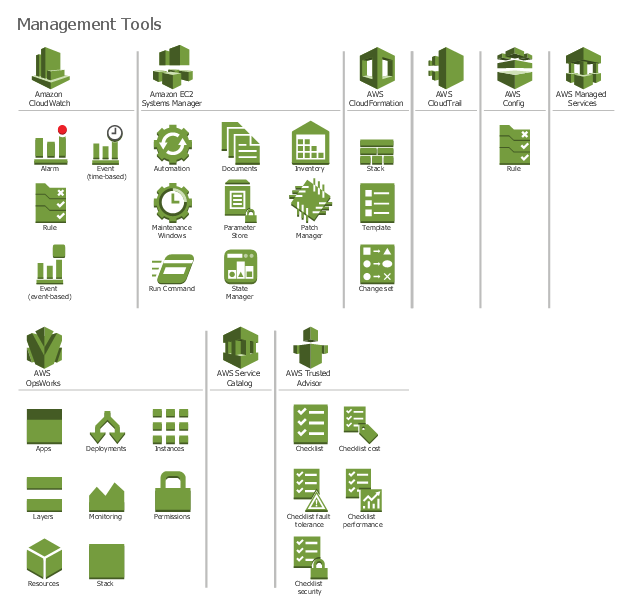 Management Tools
Amazon
CloudWatch
Amazon EC2
Systems Manager
AWS
CloudFormation
AWS
CloudTrail
AWS
Config
AWS Managed
Services
Alarm
Event
(time-based)
Automation
Documents
Inventory
Stack
Rule
Rule
Maintenance
Windows
Parameter
Store
Patch
Manager
Template
Event
(event-based)
Run Command
State
Manager
Change set
AWS
OpsWorks
AWS Service
Catalog
AWS Trusted
Advisor
Apps
Deployments
Instances
Checklist
Checklist cost
Layers
Monitoring
Permissions
Checklist fault
tolerance
Checklist
performance
Resources
Stack
Checklist
security